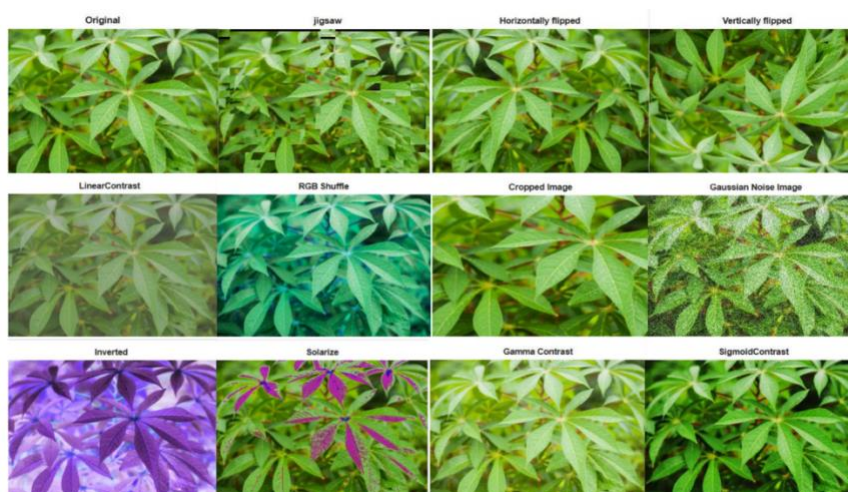 Original
jigsaw
Horizontally flipped
Vertically flipped
LinearContrast
RGB Shuffle
Cropped Image
Gaussian Noise Image
Inverted
Solarize
Gamma Contrast
SigmoidContrast